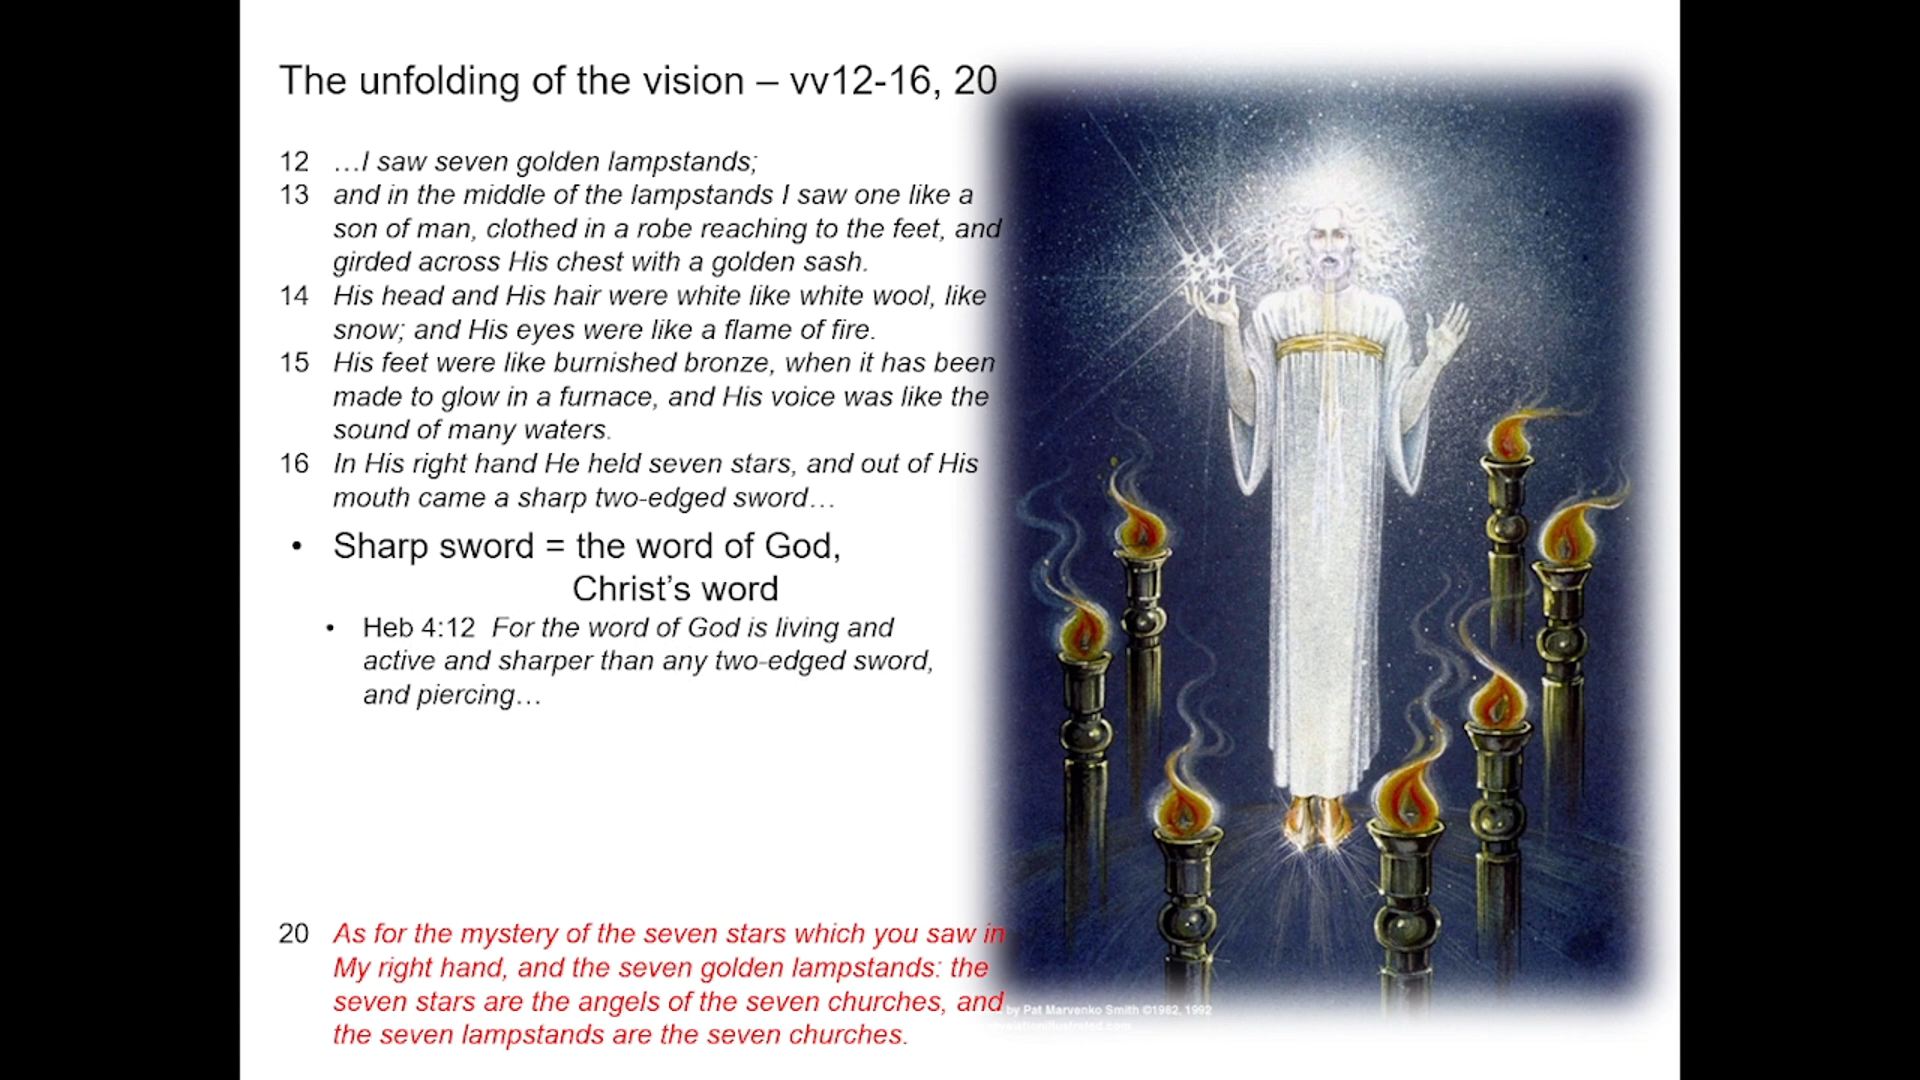 The unfolding of the vision – vv12-16, 20
12 …I saw seven golden lampstands;
13 and in the middle of the lampstands I saw one like a
son of man, clothed in a robe reaching to the feet, and
girded across His chest with a golden sash.
14 His head and His hair were white like white wool, like
snow; and His eyes were like a flame of fire.
15 His feet were like burnished bronze, when it has been
made to glow in a furnace, and His voice was like the
sound of many waters.
16 In His right hand He held seven stars, and out of His
mouth came a sharp two-edged sword…
• Sharp sword = the word of God,
Christ’s word
• Heb 4:12 For the word of God is living and
active and sharper than any two-edged sword,
and piercing…
20 As for the mystery of the seven stars which you saw in
My right hand, and the seven golden lampstands: the
seven stars are the angels of the seven churches, and
the seven lampstands are the seven churches.
by Pat Marvenko Smith ©1982, 1992